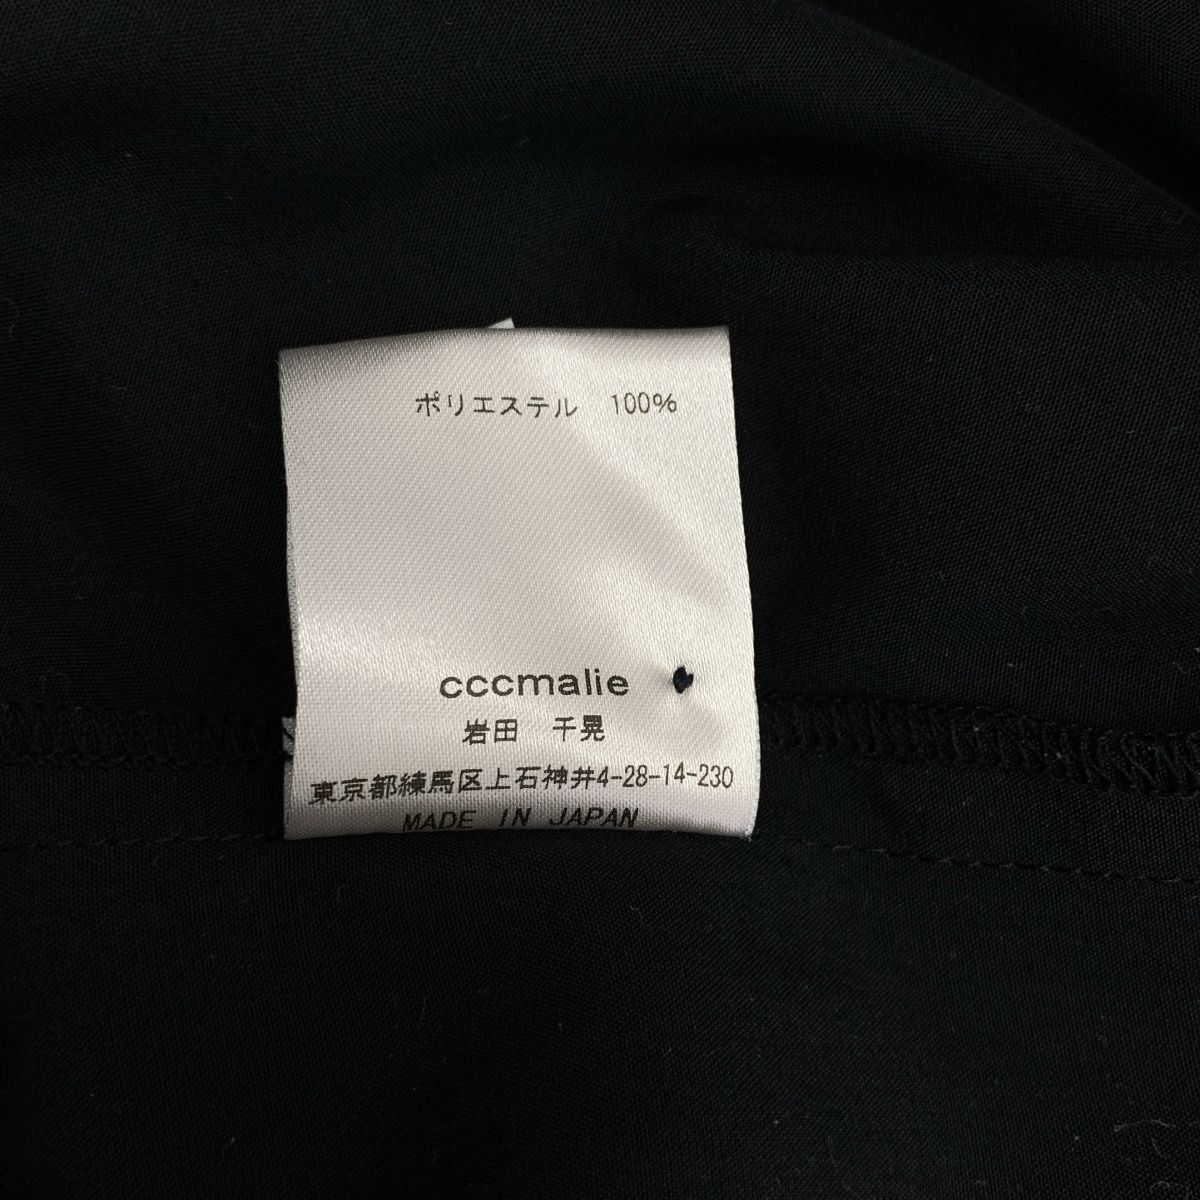 ポリエステル 100%
cccmalie
岩田 千晃
東京都練馬区上石神井4-28-14-230
MADE IN JAPAN